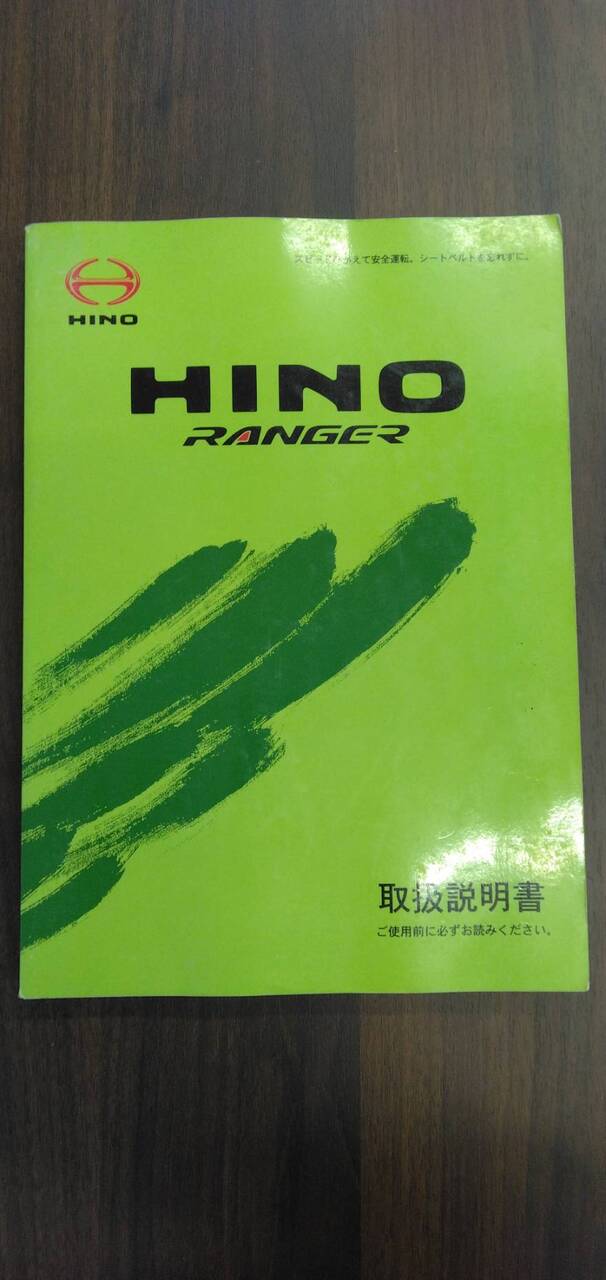 えて安全運転。シートベルトを忘れずに。
HINO
HINO
RANGER
取扱説明書
ご使用前に必ずお読みください。